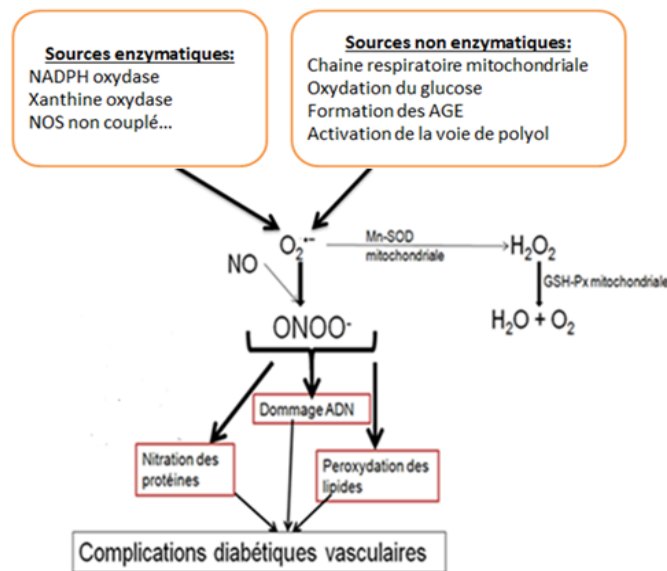 Sources enzymatiques:
NADPH oxydase
Xanthine oxydase
NOS non couplé...
Sources non enzymatiques:
Chaine respiratoire mitochondriale
Oxydation du glucose
Formation des AGE
Activation de la voie de polyol
O₂•−
Mn-SOD
mitochondriale
H₂O₂
NO
GSH-Px mitochondriale
ONOO⁻
H₂O + O₂
Dommage ADN
Nitration des
protéines
Peroxydation des
lipides
Complications diabétiques vasculaires